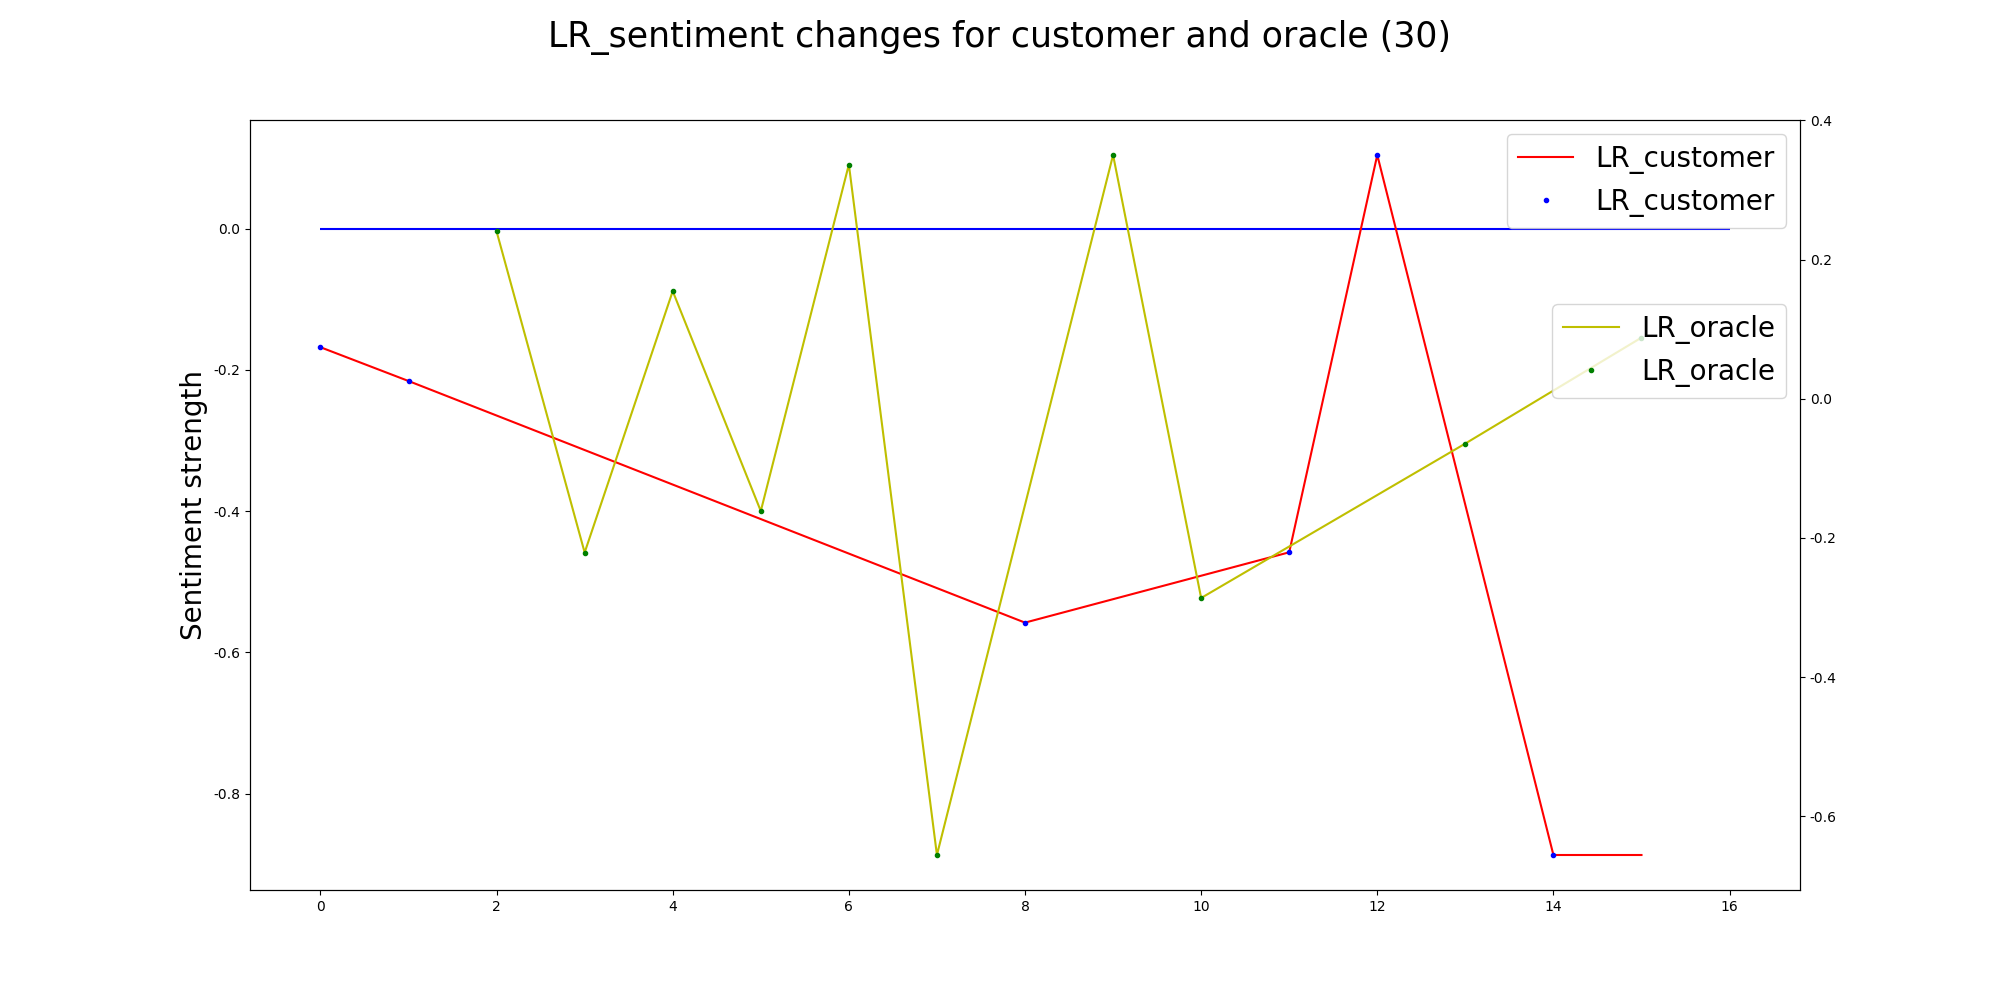 LR_sentiment changes for customer and oracle (30)
Sentiment strength
0.0
-0.2
-0.4
-0.6
-0.8
0.4
0.2
0.0
-0.2
-0.4
-0.6
LR_customer
LR_customer
LR_oracle
LR_oracle
0 2 4 6 8 10 12 14 16